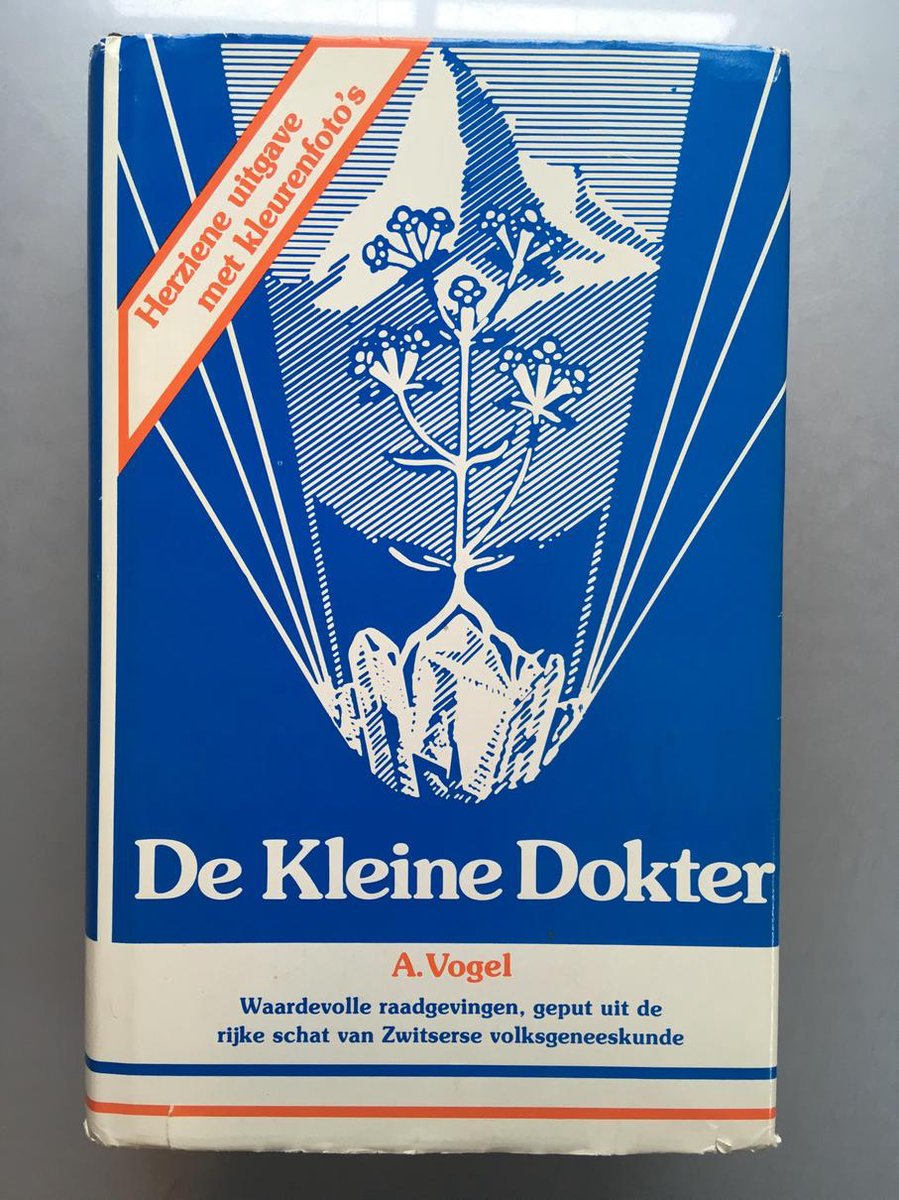 Herziene uitgave
met kleurenfoto's
De Kleine Dokter
A. Vogel
Waardevolle raadgevingen, geput uit de
rijke schat van Zwitserse volksgeneeskunde